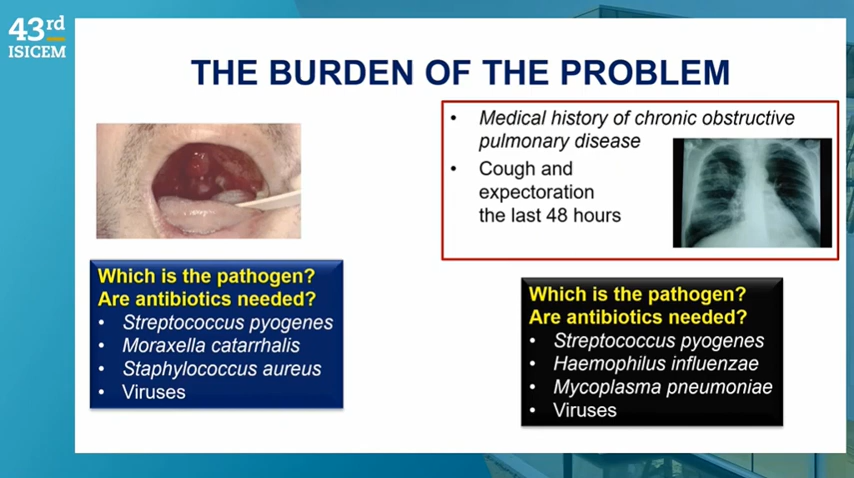 43rd
ISICEM
THE BURDEN OF THE PROBLEM
• Medical history of chronic obstructive
pulmonary disease
• Cough and
expectoration
the last 48 hours
Which is the pathogen?
Are antibiotics needed?
• Streptococcus pyogenes
• Moraxella catarrhalis
• Staphylococcus aureus
• Viruses
Which is the pathogen?
Are antibiotics needed?
• Streptococcus pyogenes
• Haemophilus influenzae
• Mycoplasma pneumoniae
• Viruses